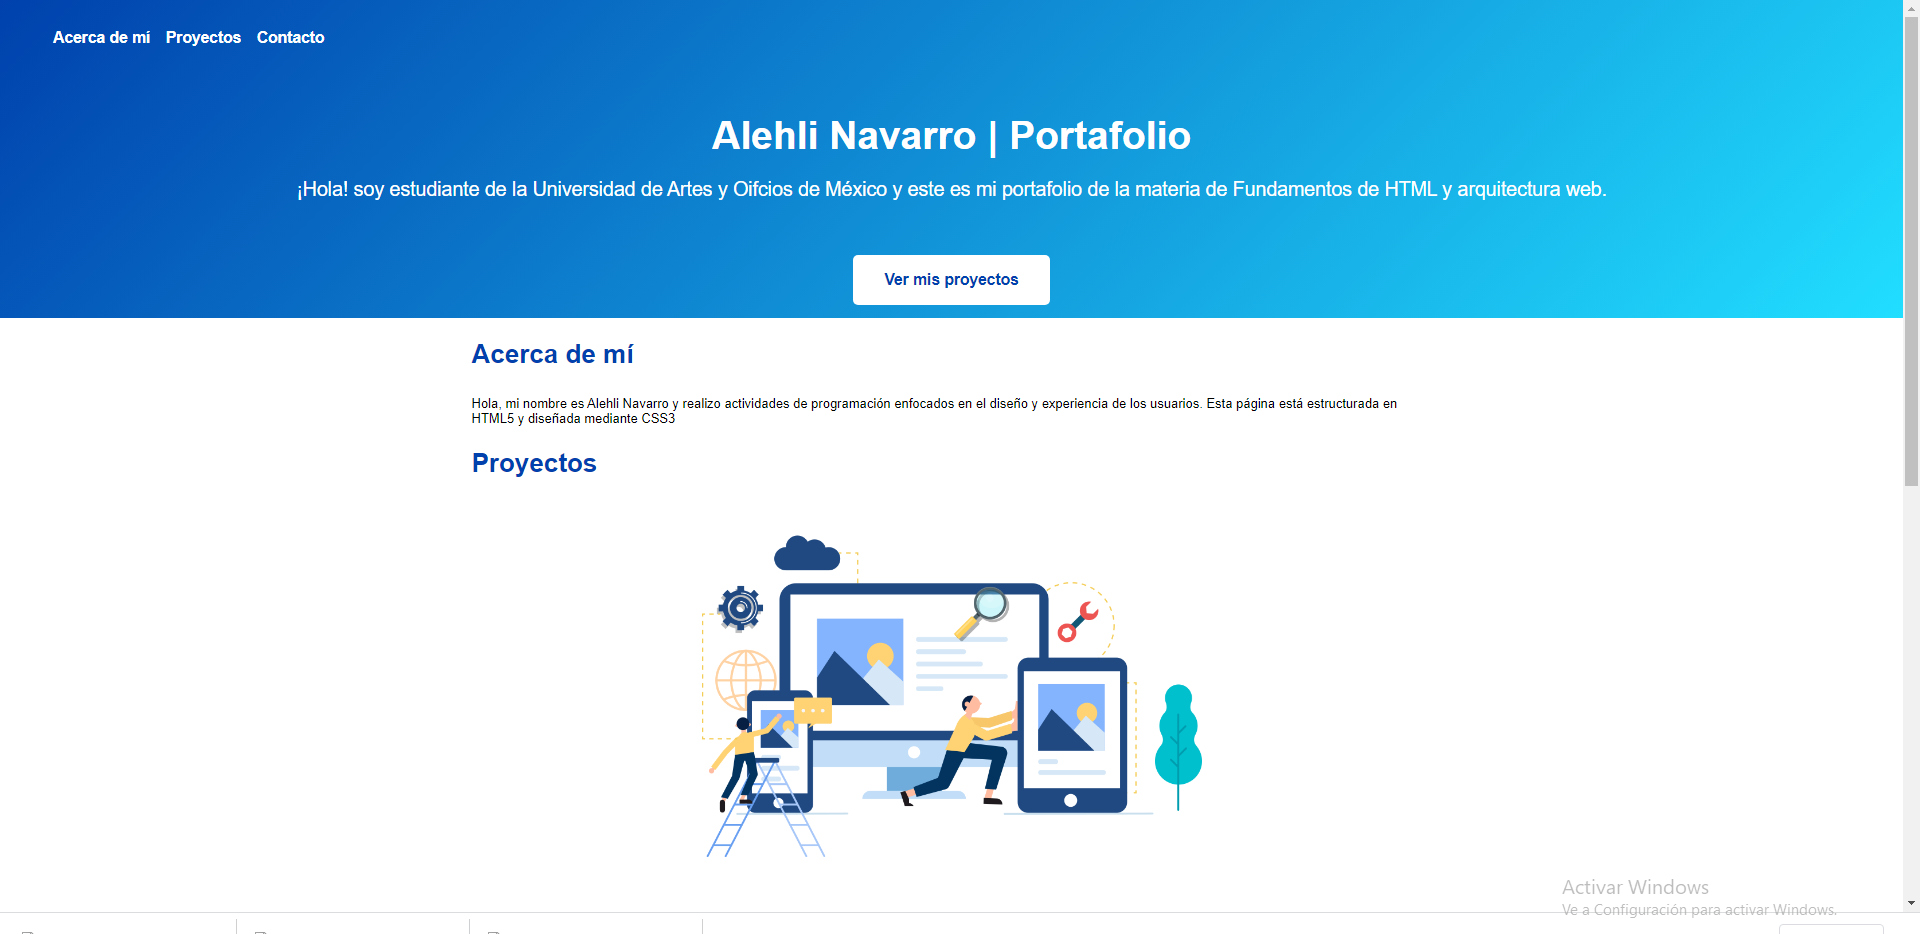 Acerca de mí Proyectos Contacto
Alehli Navarro | Portafolio
¡Hola! soy estudiante de la Universidad de Artes y Oifcios de México y este es mi portafolio de la materia de Fundamentos de HTML y arquitectura web.
Ver mis proyectos
Acerca de mí
Hola, mi nombre es Alehli Navarro y realizo actividades de programación enfocados en el diseño y experiencia de los usuarios. Esta página está estructurada en
HTML5 y diseñada mediante CSS3
Proyectos
Activar Windows
Ve a Configuración para activar Windows.